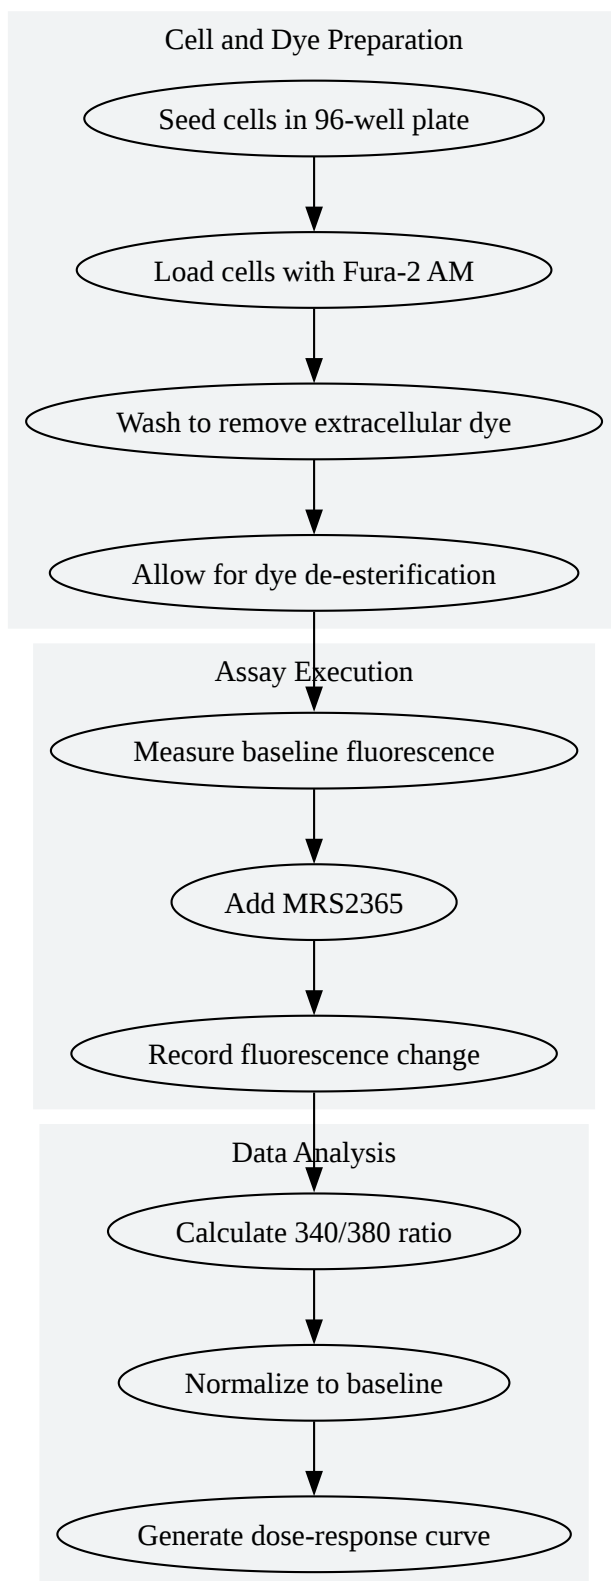 Cell and Dye Preparation
Seed cells in 96-well plate
Load cells with Fura-2 AM
Wash to remove extracellular dye
Allow for dye de-esterification
Assay Execution
Measure baseline fluorescence
Add MRS2365
Record fluorescence change
Data Analysis
Calculate 340/380 ratio
Normalize to baseline
Generate dose-response curve